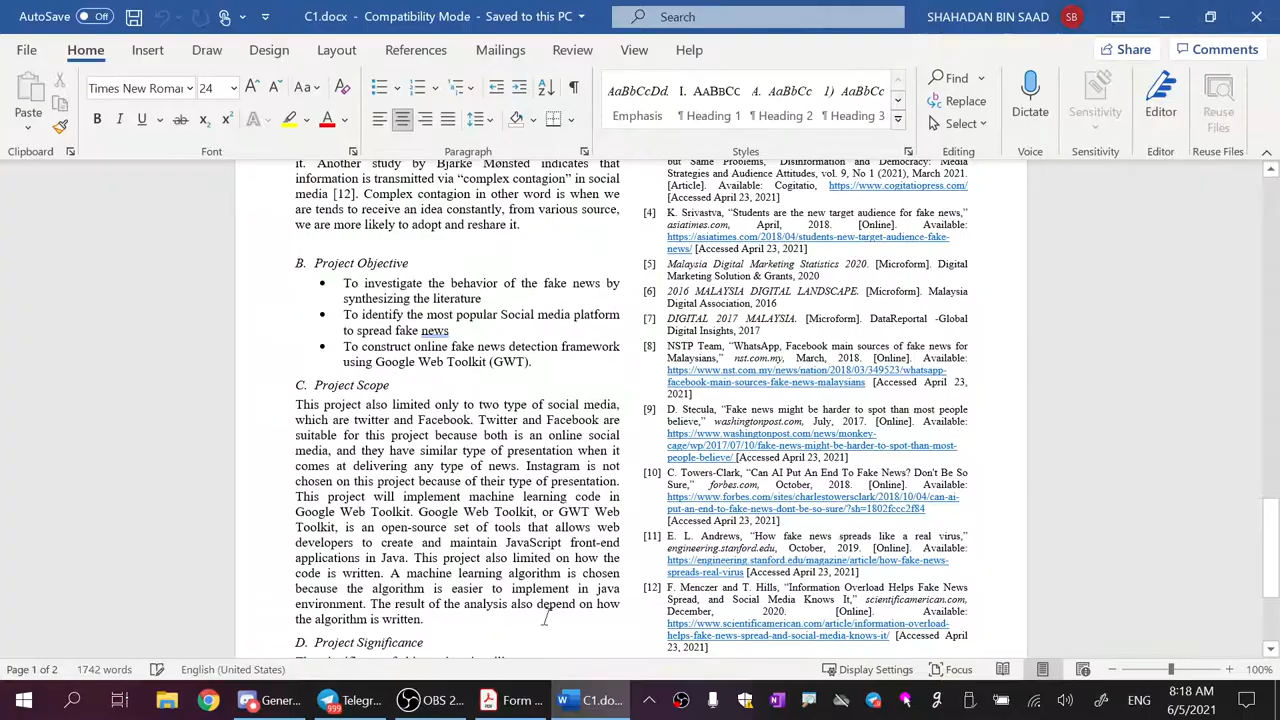 AutoSave Off C1.docx - Compatibility Mode - Saved to this PC Search SHAHADAN BIN SAAD SB
File Home Insert Draw Design Layout References Mailings Review View Help Share Comments
Paste
Times New Roman 24
Clipboard Font Paragraph
AaBbCcDd I. AABBCC A. AaBbCc 1) AaBbCc
Emphasis ¶ Heading 1 ¶ Heading 2 ¶ Heading 3
Styles
Find
Replace
Select
Editing
Dictate
Voice
Sensitivity
Sensitivity
Editor
Editor
Reuse
Files
Reuse Files
it. Another study by Bjarke Mønsted indicates that
information is transmitted via “complex contagion” in social
media [12]. Complex contagion in other word is when we
are tends to receive an idea constantly, from various source,
we are more likely to adopt and reshare it.
B. Project Objective
• To investigate the behavior of the fake news by
synthesizing the literature
• To identify the most popular Social media platform
to spread fake news
• To construct online fake news detection framework
using Google Web Toolkit (GWT).
C. Project Scope
This project also limited only to two type of social media,
which are twitter and Facebook. Twitter and Facebook are
suitable for this project because both is an online social
media, and they have similar type of presentation when it
comes at delivering any type of news. Instagram is not
chosen on this project because of their type of presentation.
This project will implement machine learning code in
Google Web Toolkit. Google Web Toolkit, or GWT Web
Toolkit, is an open-source set of tools that allows web
developers to create and maintain JavaScript front-end
applications in Java. This project also limited on how the
code is written. A machine learning algorithm is chosen
because the algorithm is easier to implement in java
environment. The result of the analysis also depend on how
the algorithm is written.
D. Project Significance
but Same Problems,” Disinformation and Democracy: Media
Strategies and Audience Attitudes, vol. 9, No 1 (2021), March 2021.
[Article]. Available: Cogitatio, https://www.cogitatiopress.com/
[Accessed April 23, 2021]
[4] K. Srivastva, “Students are the new target audience for fake news,”
asiatimes.com, April, 2018. [Online]. Available:
https://asiatimes.com/2018/04/students-new-target-audience-fake-
news/ [Accessed April 23, 2021]
[5] Malaysia Digital Marketing Statistics 2020. [Microform]. Digital
Marketing Solution & Grants, 2020
[6] 2016 MALAYSIA DIGITAL LANDSCAPE. [Microform]. Malaysia
Digital Association, 2016
[7] DIGITAL 2017 MALAYSIA. [Microform]. DataReportal -Global
Digital Insights, 2017
[8] NSTP Team, “WhatsApp, Facebook main sources of fake news for
Malaysians,” nst.com.my, March, 2018. [Online]. Available:
https://www.nst.com.my/news/nation/2018/03/349523/whatsapp-
facebook-main-sources-fake-news-malaysians [Accessed April 23,
2021]
[9] D. Stecula, “Fake news might be harder to spot than most people
believe,” washingtonpost.com, July, 2017. [Online]. Available:
https://www.washingtonpost.com/news/monkey-
cage/wp/2017/07/10/fake-news-might-be-harder-to-spot-than-most-
people-believe/ [Accessed April 23, 2021]
[10] C. Towers-Clark, “Can AI Put An End To Fake News? Don't Be So
Sure,” forbes.com, October, 2018. [Online]. Available:
https://www.forbes.com/sites/charlestowersclark/2018/10/04/can-ai-
put-an-end-to-fake-news-dont-be-so-sure/?sh=1802fccc2f84
[Accessed April 23, 2021]
[11] E. L. Andrews, “How fake news spreads like a real virus,”
engineering.stanford.edu, October, 2019. [Online]. Available:
https://engineering.stanford.edu/magazine/article/how-fake-news-
spreads-real-virus [Accessed April 23, 2021]
[12] F. Menczer and T. Hills, “Information Overload Helps Fake News
Spread, and Social Media Knows It,” scientificamerican.com,
December, 2020. [Online]. Available:
https://www.scientificamerican.com/article/information-overload-
helps-fake-news-spread-and-social-media-knows-it/ [Accessed April
23, 2021]
Page 1 of 2 1742 words English (United States) Display Settings Focus 100%
Gener... Telegr... 999 OBS 2... Form ... C1.do... ENG 8:18 AM
6/5/2021